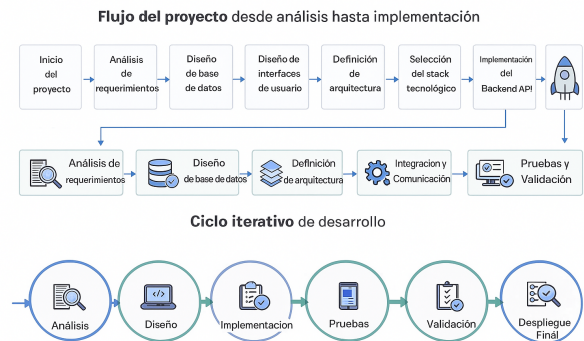 Flujo del proyecto desde análisis hasta implementación
Inicio
del
proyecto
Análisis
de
requerimientos
Diseño
de base
de datos
Diseño de
interfaces
de usuario
Definición
de
arquitectura
Selección
del stack
tecnológico
Implementación
del
Backend API
Análisis de
requerimientos
Diseño
de base de datos
Definición
de arquitectura
Integracion y
Comunicación
Pruebas y
Validación
Ciclo iterativo de desarrollo
</>
Análisis
Diseño
Implementacion
Pruebas
Validación
Despliegue
Finál